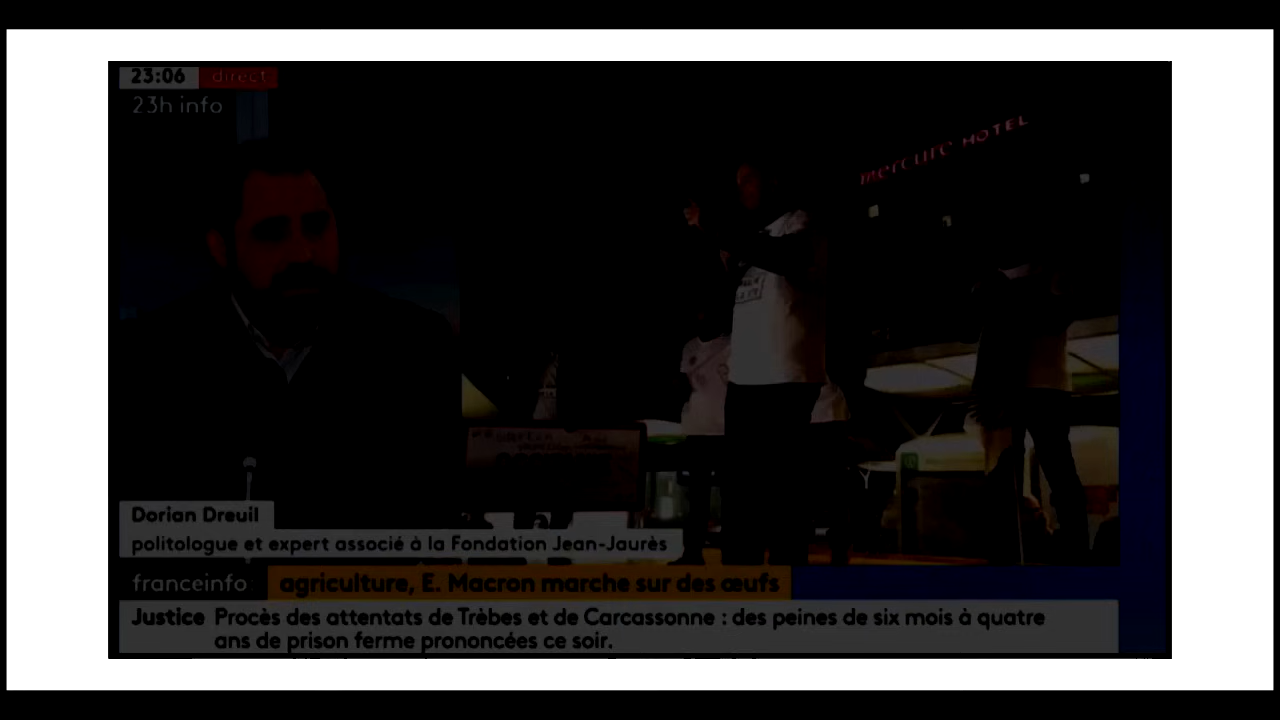 23:06 direct
23h info
mercure HOTEL
Dorian Dreuil
politologue et expert associé à la Fondation Jean-Jaurès
franceinfo: agriculture, E. Macron marche sur des œufs
Justice Procès des attentats de Trèbes et de Carcassonne : des peines de six mois à quatre
ans de prison ferme prononcées ce soir.